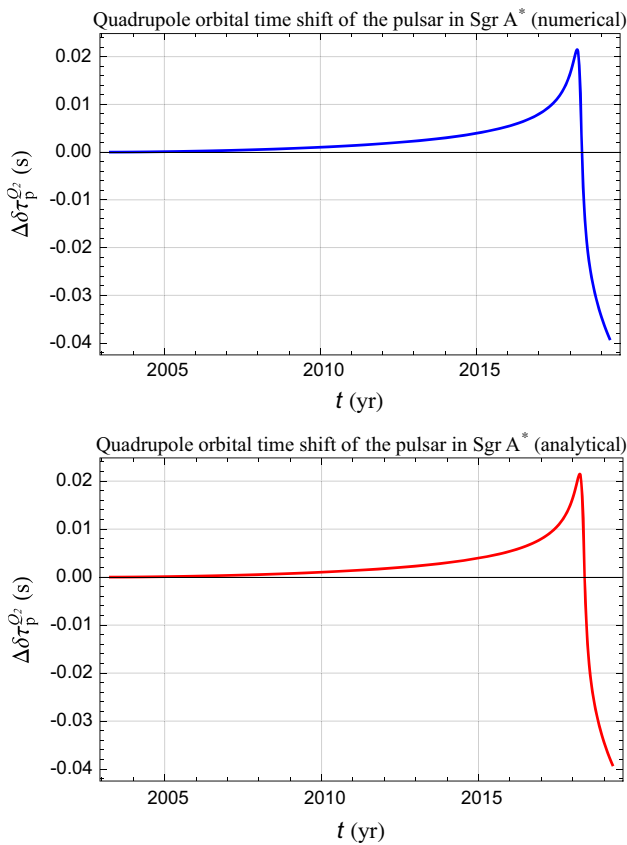 Quadrupole orbital time shift of the pulsar in Sgr A* (numerical)
0.02
0.01
0.00
-0.01
-0.02
-0.03
-0.04
Δδτ_p^{Q_2} (s)
2005 2010 2015
t (yr)
Quadrupole orbital time shift of the pulsar in Sgr A* (analytical)
0.02
0.01
0.00
-0.01
-0.02
-0.03
-0.04
Δδτ_p^{Q_2} (s)
2005 2010 2015
t (yr)